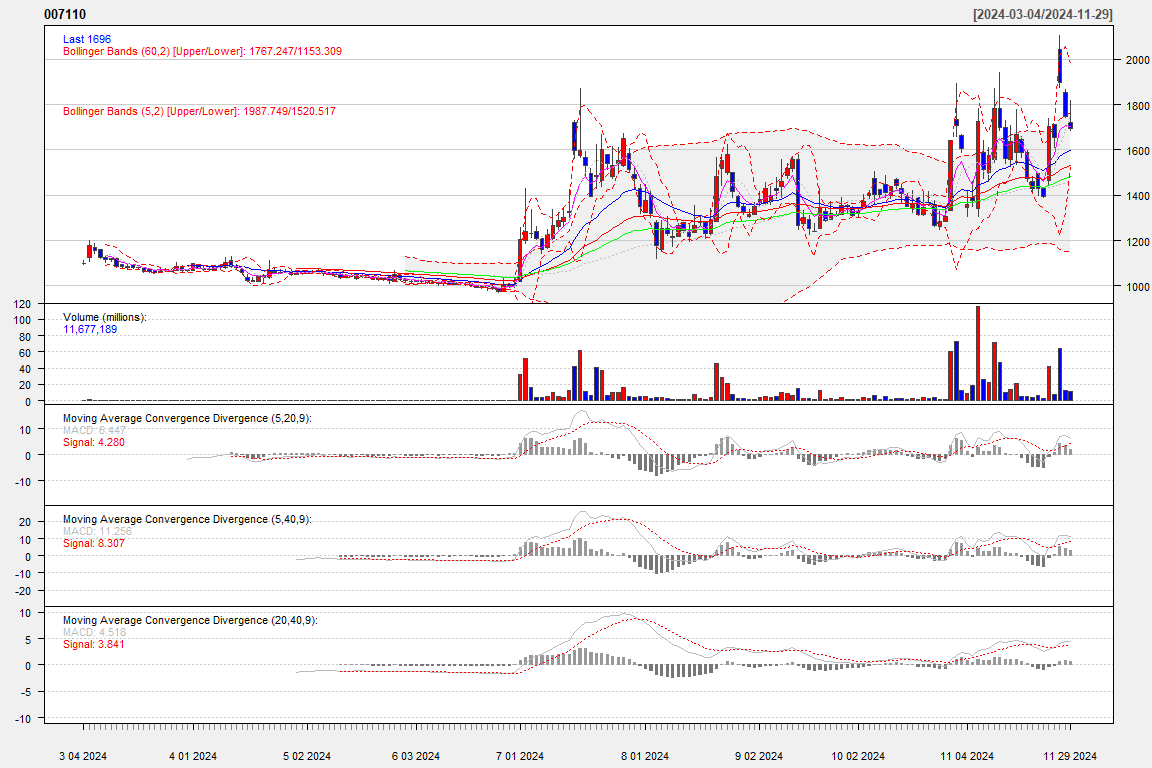 007110
[2024-03-04/2024-11-29]
Last 1696
Bollinger Bands (60,2) [Upper/Lower]: 1767.247/1153.309
Bollinger Bands (5,2) [Upper/Lower]: 1987.749/1520.517
2000
1800
1600
1400
1200
1000
Volume (millions):
11,677,189
120
100
80
60
40
20
0
Moving Average Convergence Divergence (5,20,9):
MACD: 6.447
Signal: 4.280
10
0
-10
Moving Average Convergence Divergence (5,40,9):
MACD: 11.256
Signal: 8.307
20
10
0
-10
-20
Moving Average Convergence Divergence (20,40,9):
MACD: 4.518
Signal: 3.841
10
5
0
-5
-10
3 04 2024
4 01 2024
5 02 2024
6 03 2024
7 01 2024
8 01 2024
9 02 2024
10 02 2024
11 04 2024
11 29 2024